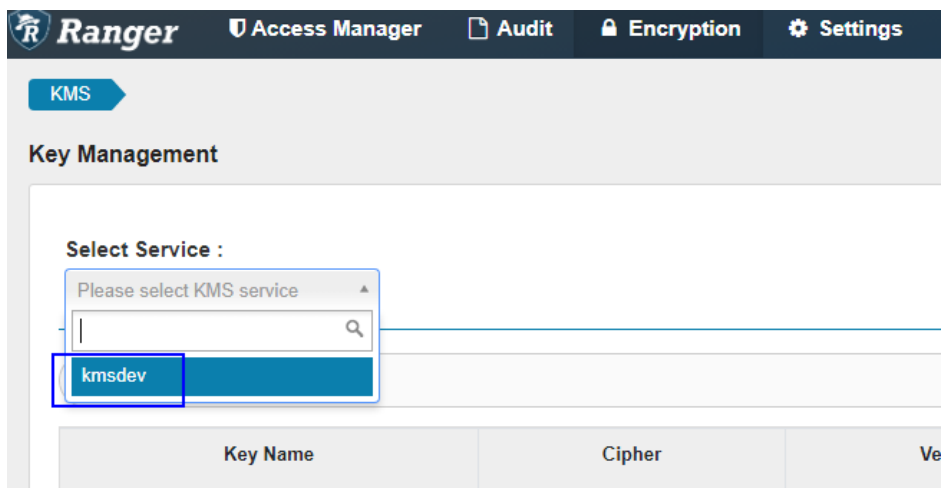 Ranger Access Manager Audit Encryption Settings
KMS
Key Management
Select Service :
Please select KMS service
kmsdev
Key Name Cipher Ve